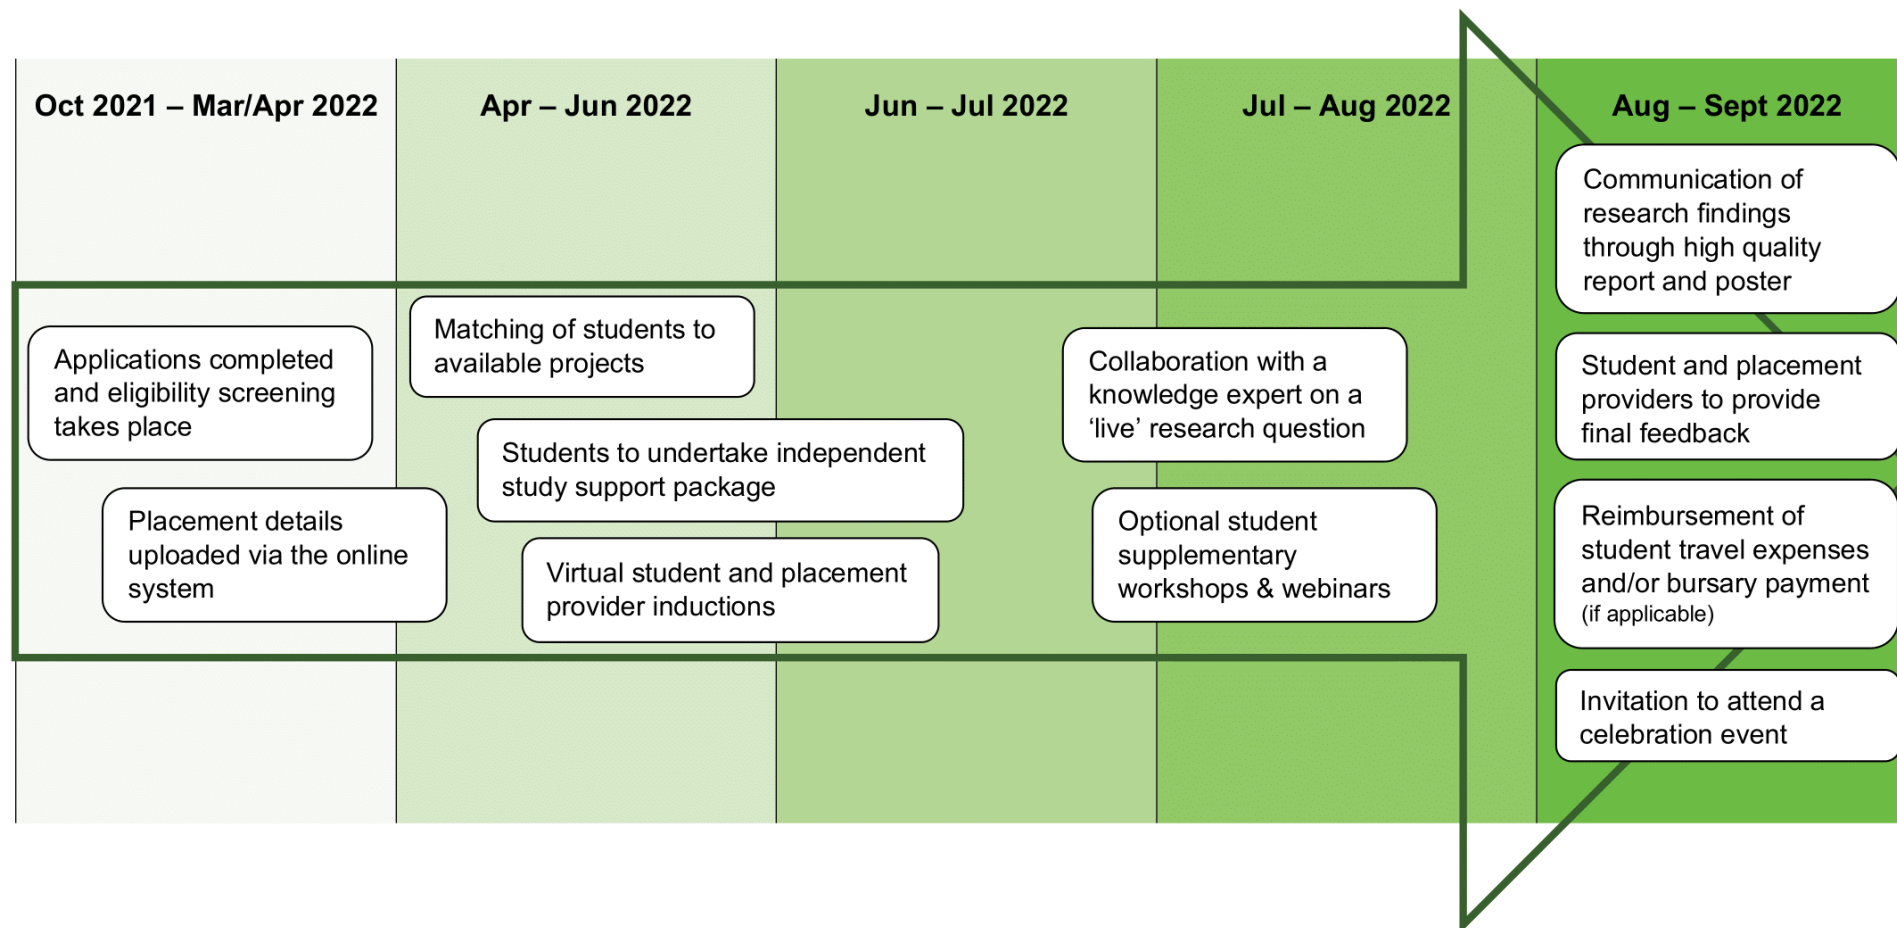 Oct 2021 – Mar/Apr 2022
Apr – Jun 2022
Jun – Jul 2022
Jul – Aug 2022
Aug – Sept 2022
Applications completed
and eligibility screening
takes place
Placement details
uploaded via the online
system
Matching of students to
available projects
Students to undertake independent
study support package
Virtual student and placement
provider inductions
Collaboration with a
knowledge expert on a
‘live’ research question
Optional student
supplementary
workshops & webinars
Communication of
research findings
through high quality
report and poster
Student and placement
providers to provide
final feedback
Reimbursement of
student travel expenses
and/or bursary payment
(if applicable)
Invitation to attend a
celebration event